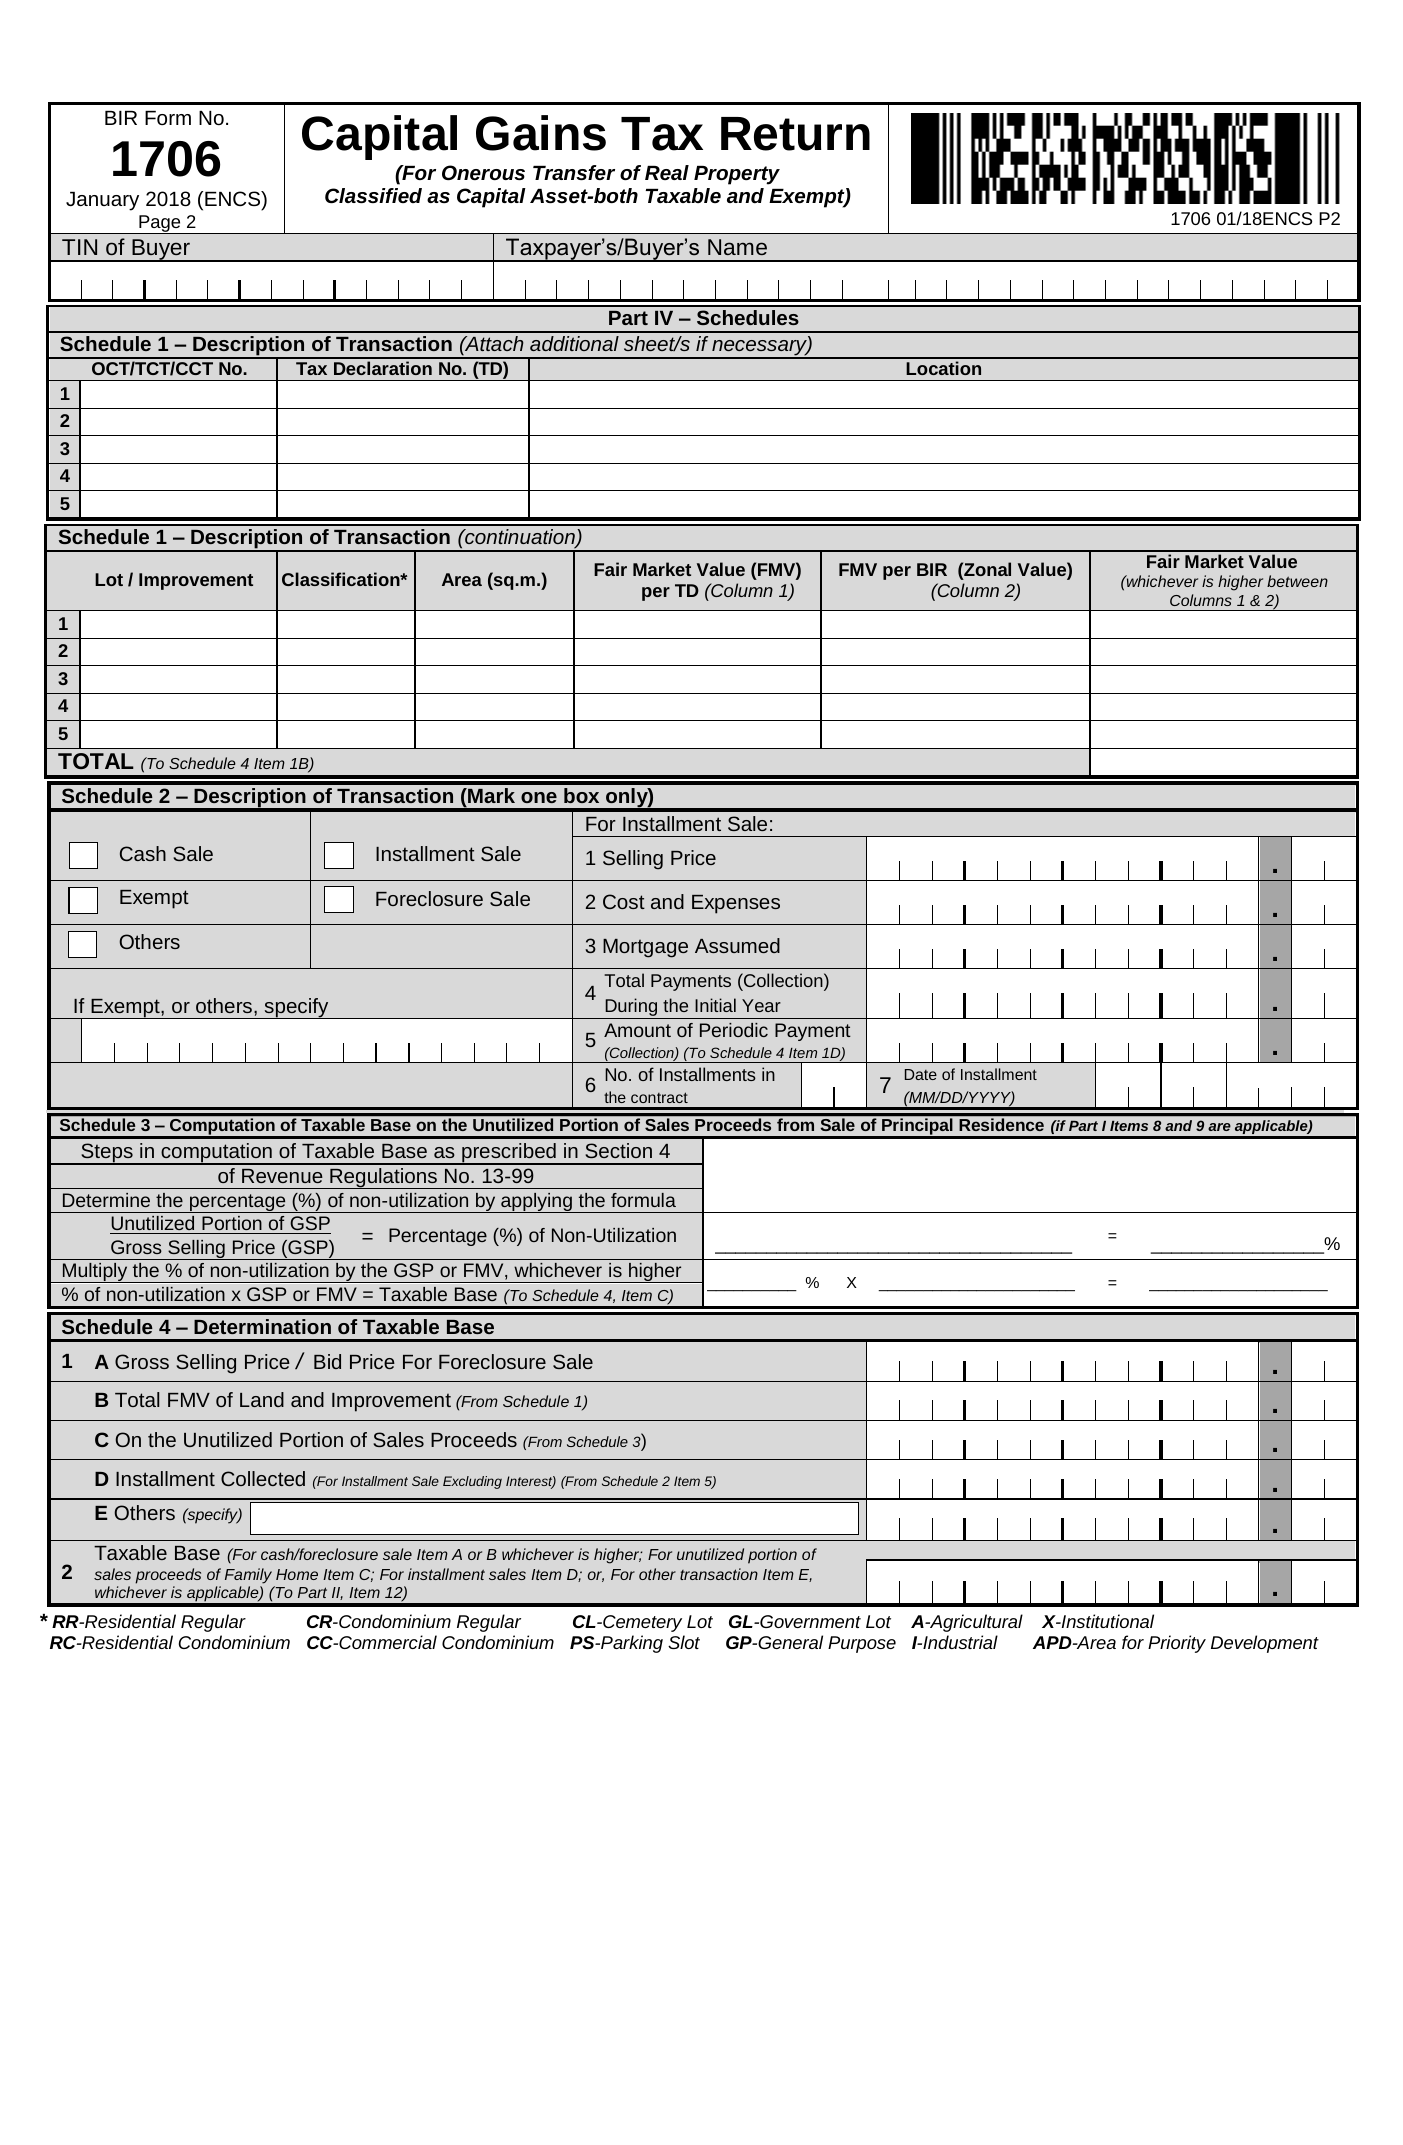 BIR Form No.
1706
January 2018 (ENCS)
Page 2
Capital Gains Tax Return
(For Onerous Transfer of Real Property
Classified as Capital Asset-both Taxable and Exempt)
1706 01/18ENCS P2
TIN of Buyer Taxpayer’s/Buyer’s Name
Part IV – Schedules
Schedule 1 – Description of Transaction (Attach additional sheet/s if necessary)
OCT/TCT/CCT No. Tax Declaration No. (TD) Location
1
2
3
4
5
Schedule 1 – Description of Transaction (continuation)
Lot / Improvement Classification* Area (sq.m.) Fair Market Value (FMV) per TD (Column 1) FMV per BIR (Zonal Value) (Column 2) Fair Market Value (whichever is higher between Columns 1 & 2)
1
2
3
4
5
TOTAL (To Schedule 4 Item 1B)
Schedule 2 – Description of Transaction (Mark one box only)
For Installment Sale:
Cash Sale Installment Sale 1 Selling Price .
Exempt Foreclosure Sale 2 Cost and Expenses .
Others 3 Mortgage Assumed .
If Exempt, or others, specify 4 Total Payments (Collection) During the Initial Year .
5 Amount of Periodic Payment (Collection) (To Schedule 4 Item 1D) .
6 No. of Installments in the contract 7 Date of Installment (MM/DD/YYYY)
Schedule 3 – Computation of Taxable Base on the Unutilized Portion of Sales Proceeds from Sale of Principal Residence (if Part I Items 8 and 9 are applicable)
Steps in computation of Taxable Base as prescribed in Section 4
of Revenue Regulations No. 13-99
Determine the percentage (%) of non-utilization by applying the formula
Unutilized Portion of GSP
Gross Selling Price (GSP) = Percentage (%) of Non-Utilization = %
Multiply the % of non-utilization by the GSP or FMV, whichever is higher
% of non-utilization x GSP or FMV = Taxable Base (To Schedule 4, Item C) % X =
Schedule 4 – Determination of Taxable Base
1 A Gross Selling Price / Bid Price For Foreclosure Sale .
B Total FMV of Land and Improvement (From Schedule 1) .
C On the Unutilized Portion of Sales Proceeds (From Schedule 3) .
D Installment Collected (For Installment Sale Excluding Interest) (From Schedule 2 Item 5) .
E Others (specify) .
2 Taxable Base (For cash/foreclosure sale Item A or B whichever is higher; For unutilized portion of
sales proceeds of Family Home Item C; For installment sales Item D; or, For other transaction Item E,
whichever is applicable) (To Part II, Item 12) .
* RR-Residential Regular CR-Condominium Regular CL-Cemetery Lot GL-Government Lot A-Agricultural X-Institutional
RC-Residential Condominium CC-Commercial Condominium PS-Parking Slot GP-General Purpose I-Industrial APD-Area for Priority Development